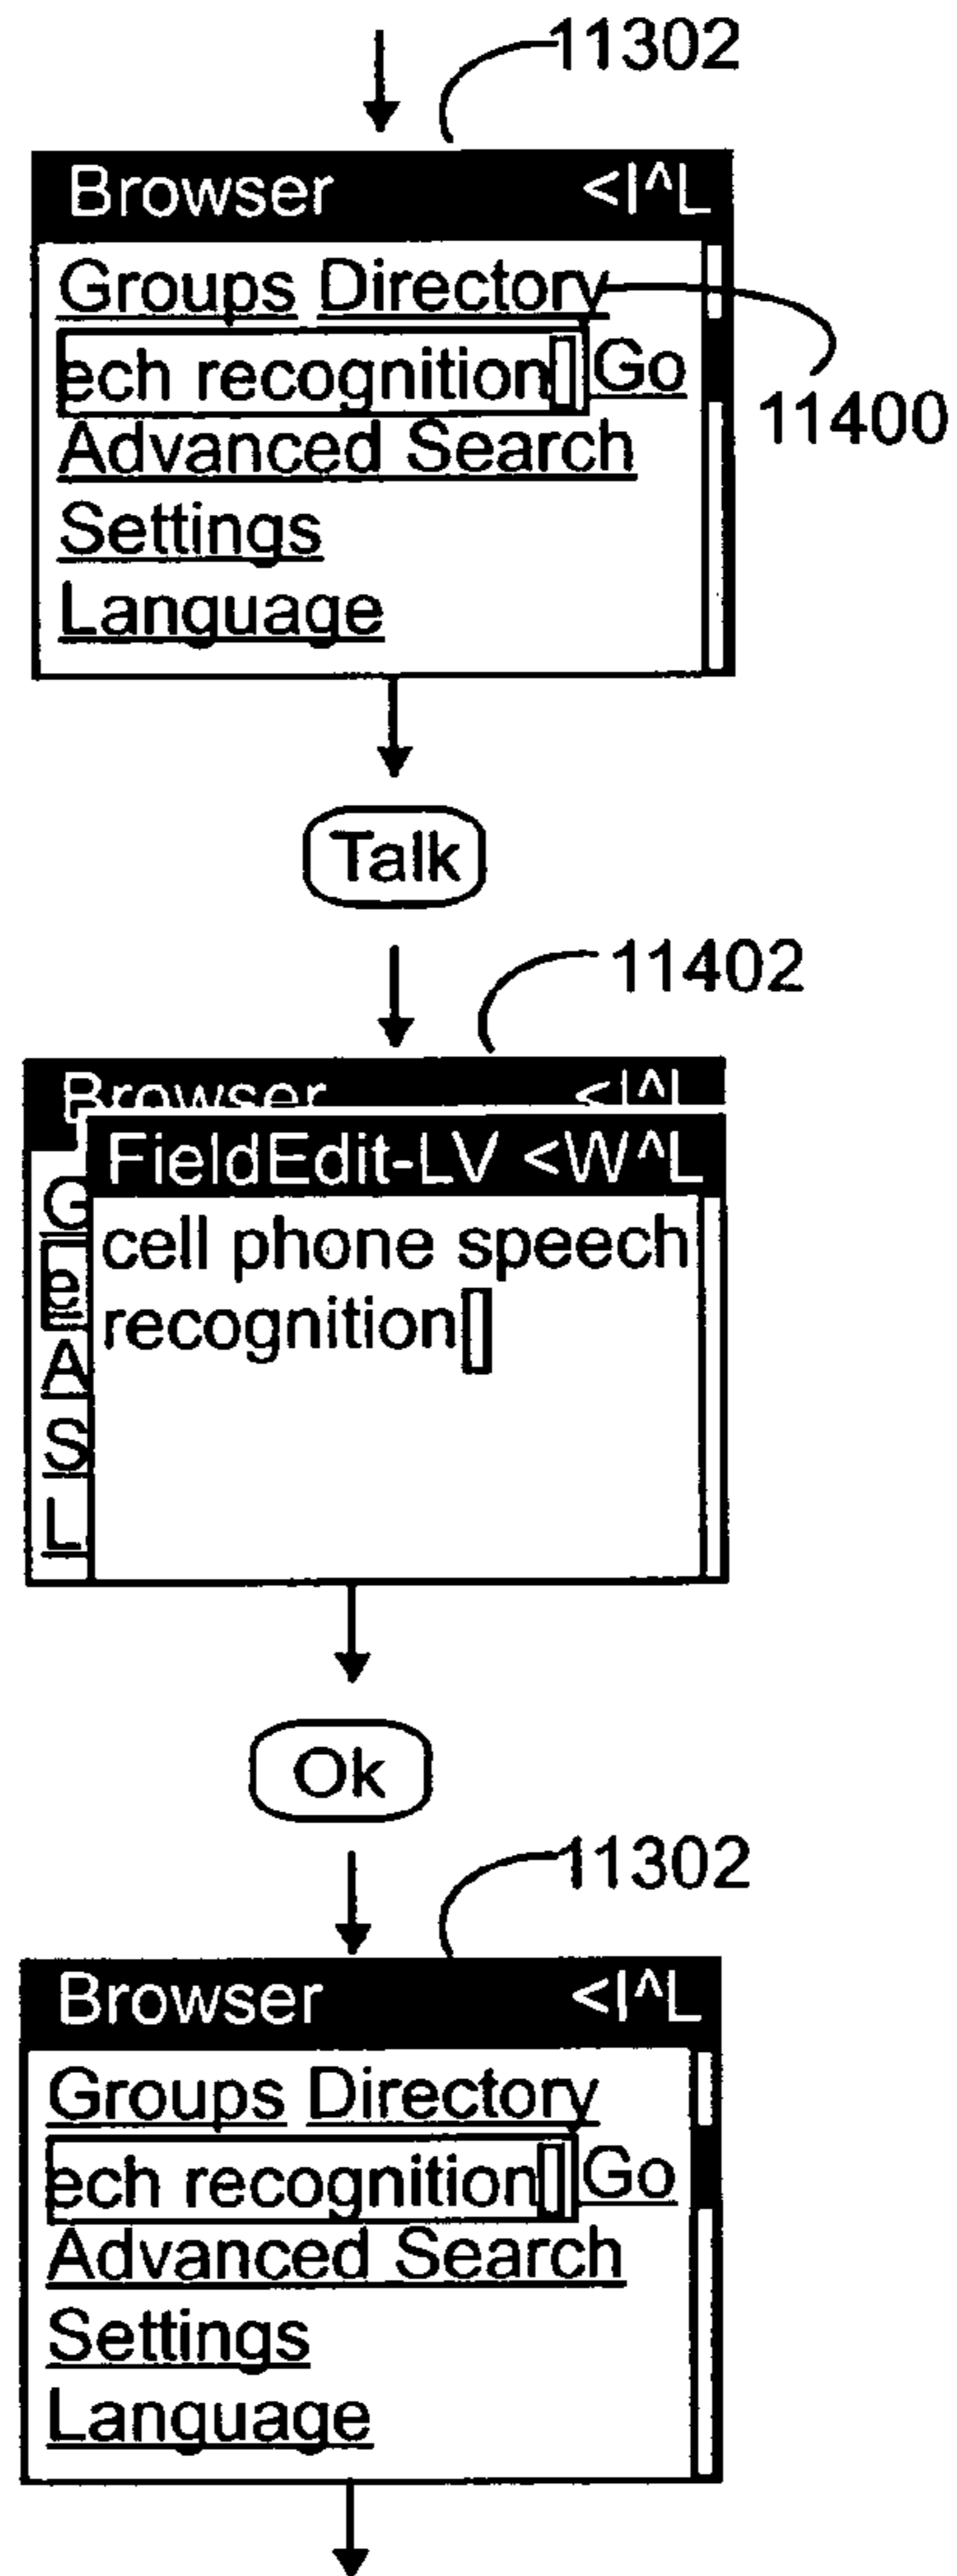 11302
Browser <I^L
Groups Directory
ech recognition Go
11400
Advanced Search
Settings
Language
Talk
11402
Browser <I^L
FieldEdit-LV <W^L
G
cell phone speech
e
recognition
A
S
L
Ok
11302
Browser <I^L
Groups Directory
ech recognition Go
Advanced Search
Settings
Language